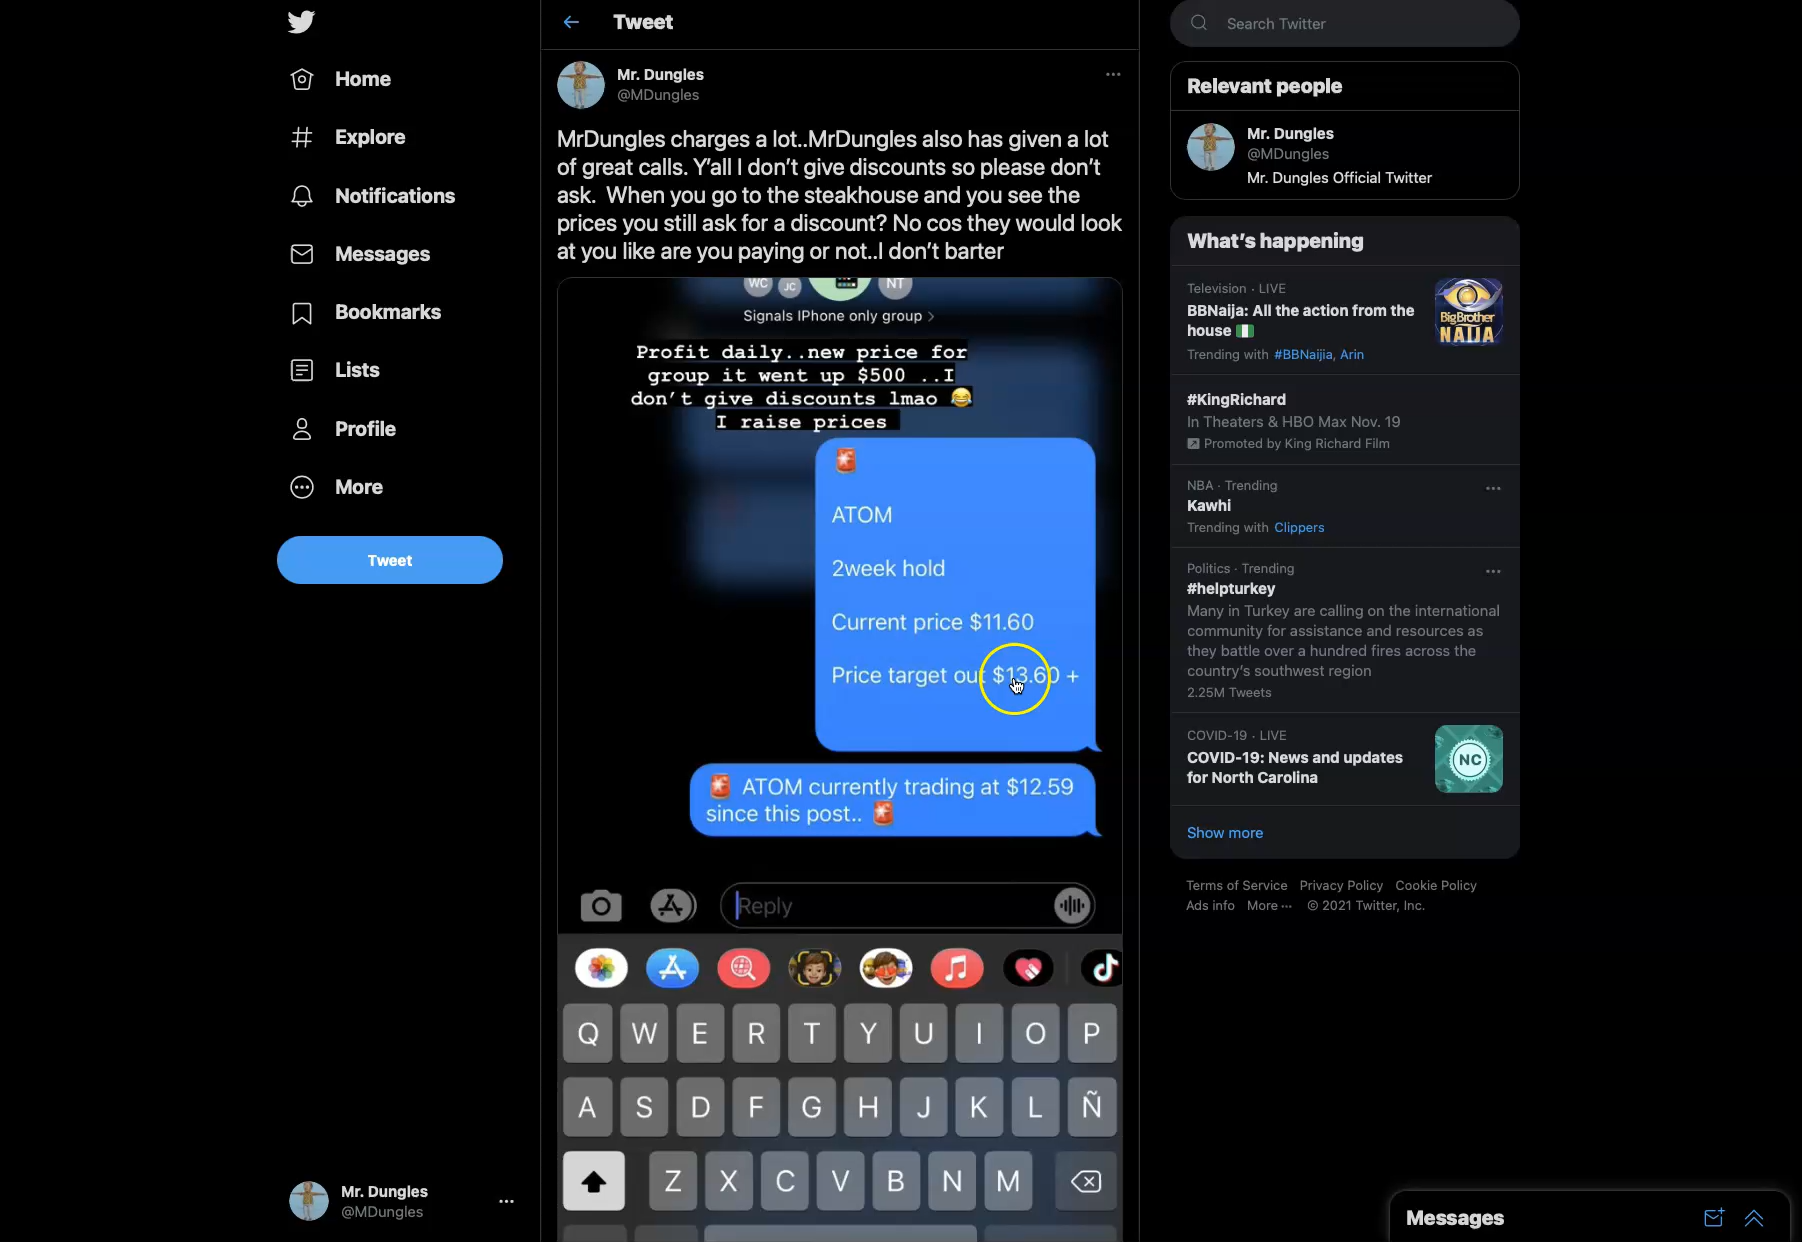 Home
Explore
Notifications
Messages
Bookmarks
Lists
Profile
More
Tweet
Mr. Dungles
@MDungles
Tweet
Mr. Dungles
@MDungles
MrDungles charges a lot..MrDungles also has given a lot
of great calls. Y'all I don't give discounts so please don't
ask. When you go to the steakhouse and you see the
prices you still ask for a discount? No cos they would look
at you like are you paying or not..I don't barter
WC JC NT
Signals IPhone only group >
Profit daily..new price for
group it went up $500 ..I
don't give discounts lmao 😂
I raise prices
🚨
ATOM
2week hold
Current price $11.60
Price target out $13.60 +
🚨 ATOM currently trading at $12.59
since this post.. 🚨
Reply
Q W E R T Y U I O P
A S D F G H J K L Ñ
Z X C V B N M
Search Twitter
Relevant people
Mr. Dungles
@MDungles
Mr. Dungles Official Twitter
What's happening
Television · LIVE
BBNaija: All the action from the
house 🇳🇬
Trending with #BBNaijia, Arin
BigBrother
NAIJA
#KingRichard
In Theaters & HBO Max Nov. 19
Promoted by King Richard Film
NBA · Trending
Kawhi
Trending with Clippers
Politics · Trending
#helpturkey
Many in Turkey are calling on the international
community for assistance and resources as
they battle over a hundred fires across the
country's southwest region
2.25M Tweets
COVID-19 · LIVE
COVID-19: News and updates
for North Carolina
NC
Show more
Terms of Service Privacy Policy Cookie Policy
Ads info More ··· © 2021 Twitter, Inc.
Messages